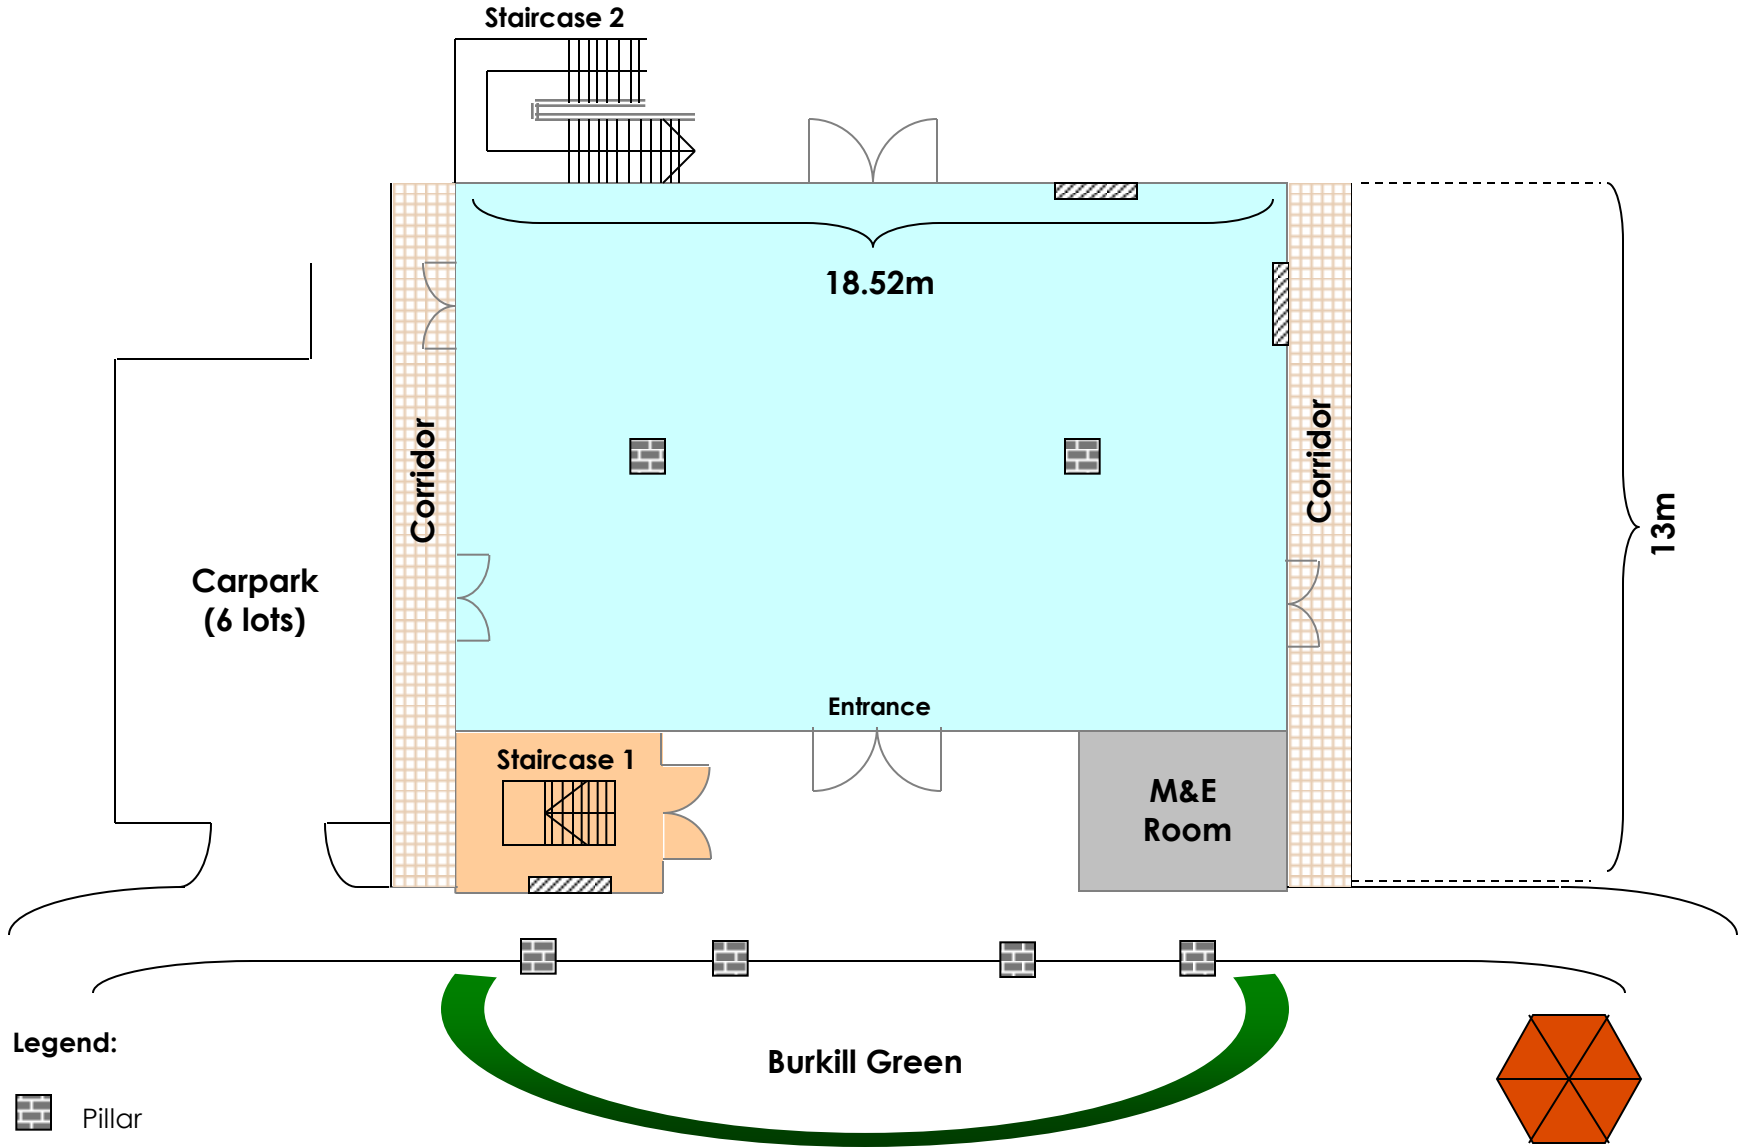 Staircase 2
18.52m
Corridor
Corridor
13m
Carpark
(6 lots)
Entrance
Staircase 1
M&E
Room
Burkill Green
Legend:
Pillar